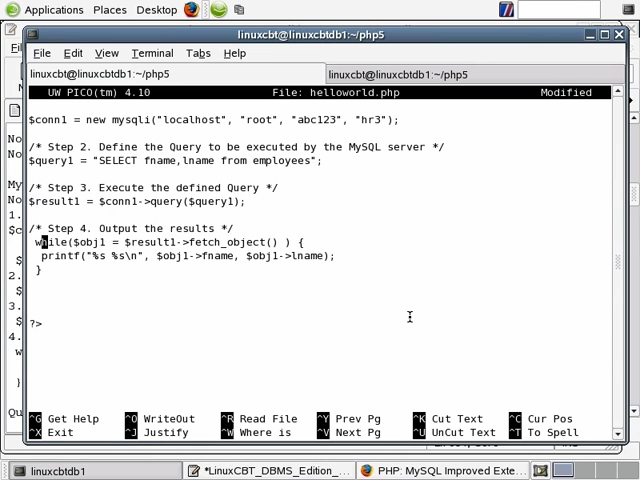 Applications Places Desktop
linuxcbt@linuxcbtdb1:~/php5
File Edit View Terminal Tabs Help
linuxcbt@linuxcbtdb1:~/php5 linuxcbt@linuxcbtdb1:~/php5
UW PICO(tm) 4.10 File: helloworld.php Modified
$conn1 = new mysqli("localhost", "root", "abc123", "hr3");
/* Step 2. Define the Query to be executed by the MySQL server */
$query1 = "SELECT fname,lname from employees";
/* Step 3. Execute the defined Query */
$result1 = $conn1->query($query1);
/* Step 4. Output the results */
while($obj1 = $result1->fetch_object() ) {
printf("%s %s\n", $obj1->fname, $obj1->lname);
}
?>
^G Get Help ^O WriteOut ^R Read File ^Y Prev Pg ^K Cut Text ^C Cur Pos
^X Exit ^J Justify ^W Where is ^V Next Pg ^U UnCut Text ^T To Spell
linuxcbtdb1 *LinuxCBT_DBMS_Edition_... PHP: MySQL Improved Exte...